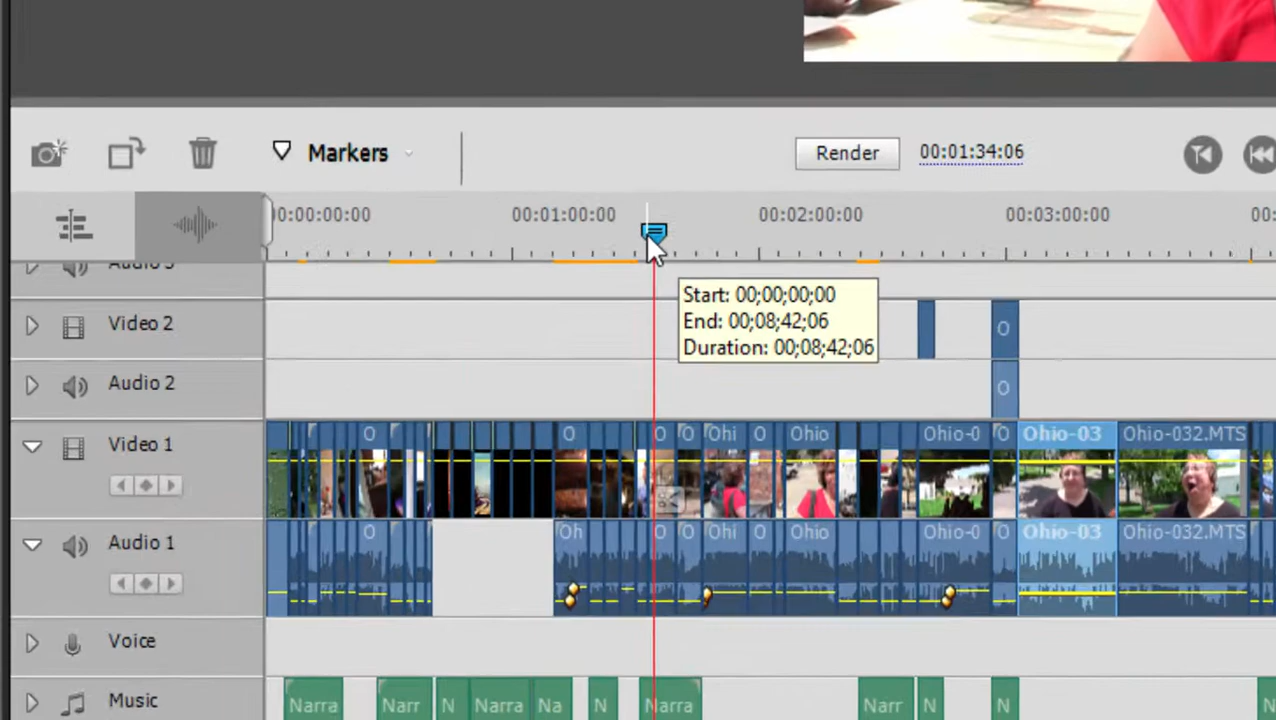 Markers
Render
00:01:34:06
00:00:00:00
00:01:00:00
00:02:00:00
00:03:00:00
00:
Start: 00;00;00;00
End: 00;08;42;06
Duration: 00;08;42;06
Audio 3
Video 2
O
Audio 2
O
Video 1
O
O
O
O
Ohi
O
Ohio
Ohio-0
O
Ohio-03
Ohio-032.MTS
Audio 1
O
Oh
O
O
Ohi
O
Ohio
Ohio-0
O
Ohio-03
Ohio-032.MTS
Voice
Music
Narra
Narr
N
Narra
Na
N
Narra
Narr
N
N
N